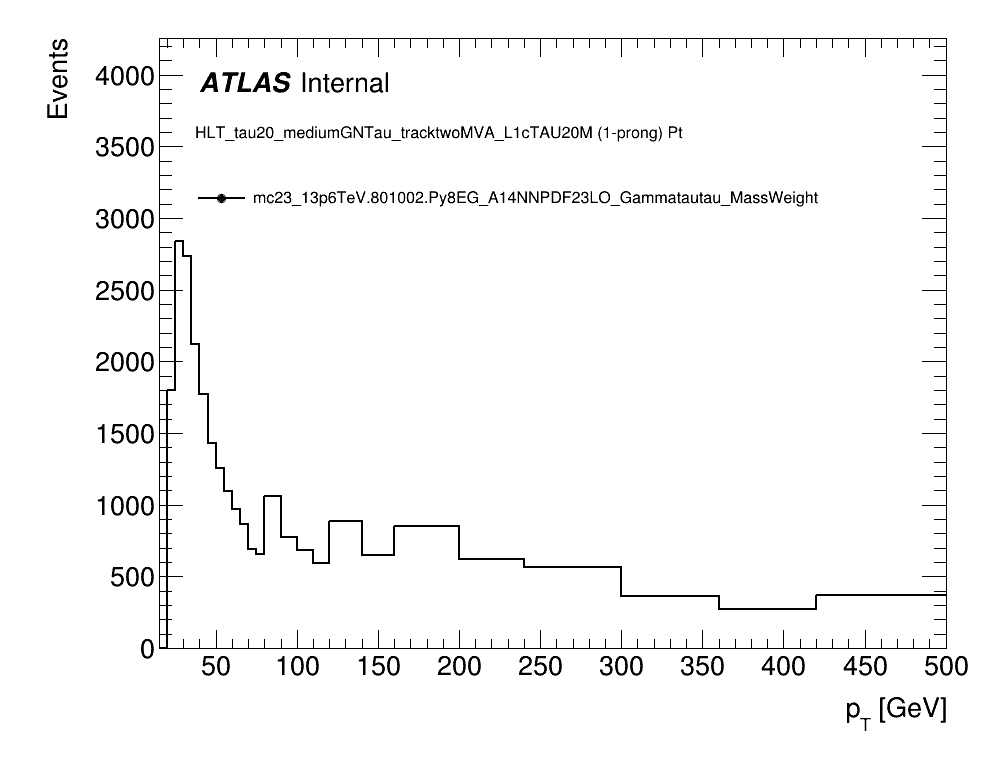 Events
4000
3500
3000
2500
2000
1500
1000
500
0
ATLAS Internal
HLT_tau20_mediumGNTau_tracktwoMVA_L1cTAU20M (1-prong) Pt
mc23_13p6TeV.801002.Py8EG_A14NNPDF23LO_Gammatautau_MassWeight
50 100 150 200 250 300 350 400 450 500
p_T [GeV]